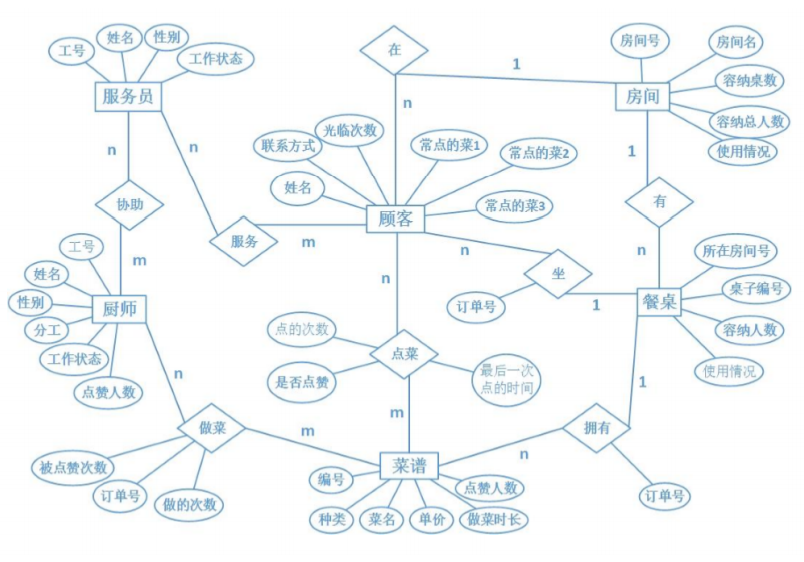 工号
姓名
性别
工作状态
服务员
在
1
n
房间号
房间名
容纳桌数
容纳总人数
使用情况
房间
联系方式
光临次数
常点的菜1
常点的菜2
常点的菜3
姓名
顾客
n
n
协助
m
服务
m
1
有
n
n
坐
1
订单号
所在房间号
桌子编号
容纳人数
使用情况
餐桌
工号
姓名
性别
分工
工作状态
点赞人数
厨师
n
点的次数
是否点赞
点菜
最后一次
点的时间
n
m
1
做菜
m
被点赞次数
订单号
做的次数
拥有
n
订单号
菜谱
编号
种类
菜名
单价
做菜时长
点赞人数